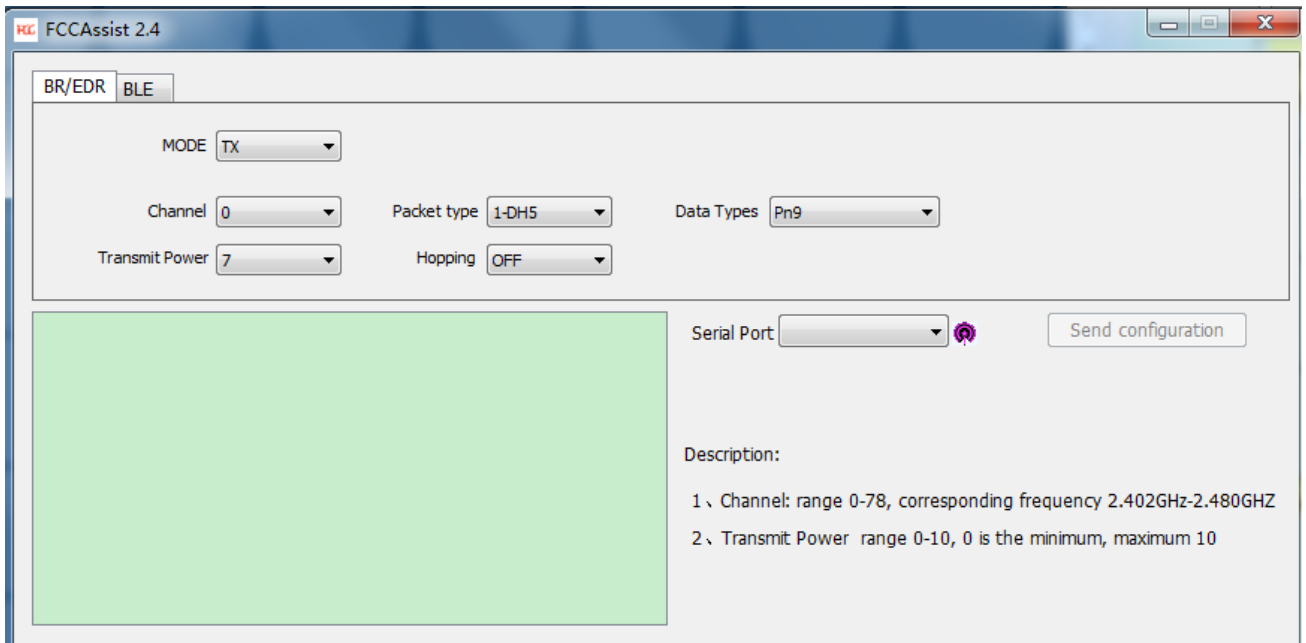 FCC FCCAssist 2.4
BR/EDR BLE
MODE TX
Channel 0 Packet type 1-DH5 Data Types Pn9
Transmit Power 7 Hopping OFF
Serial Port Send configuration
Description:
1、Channel: range 0-78, corresponding frequency 2.402GHz-2.480GHZ
2、Transmit Power  range 0-10, 0 is the minimum, maximum 10